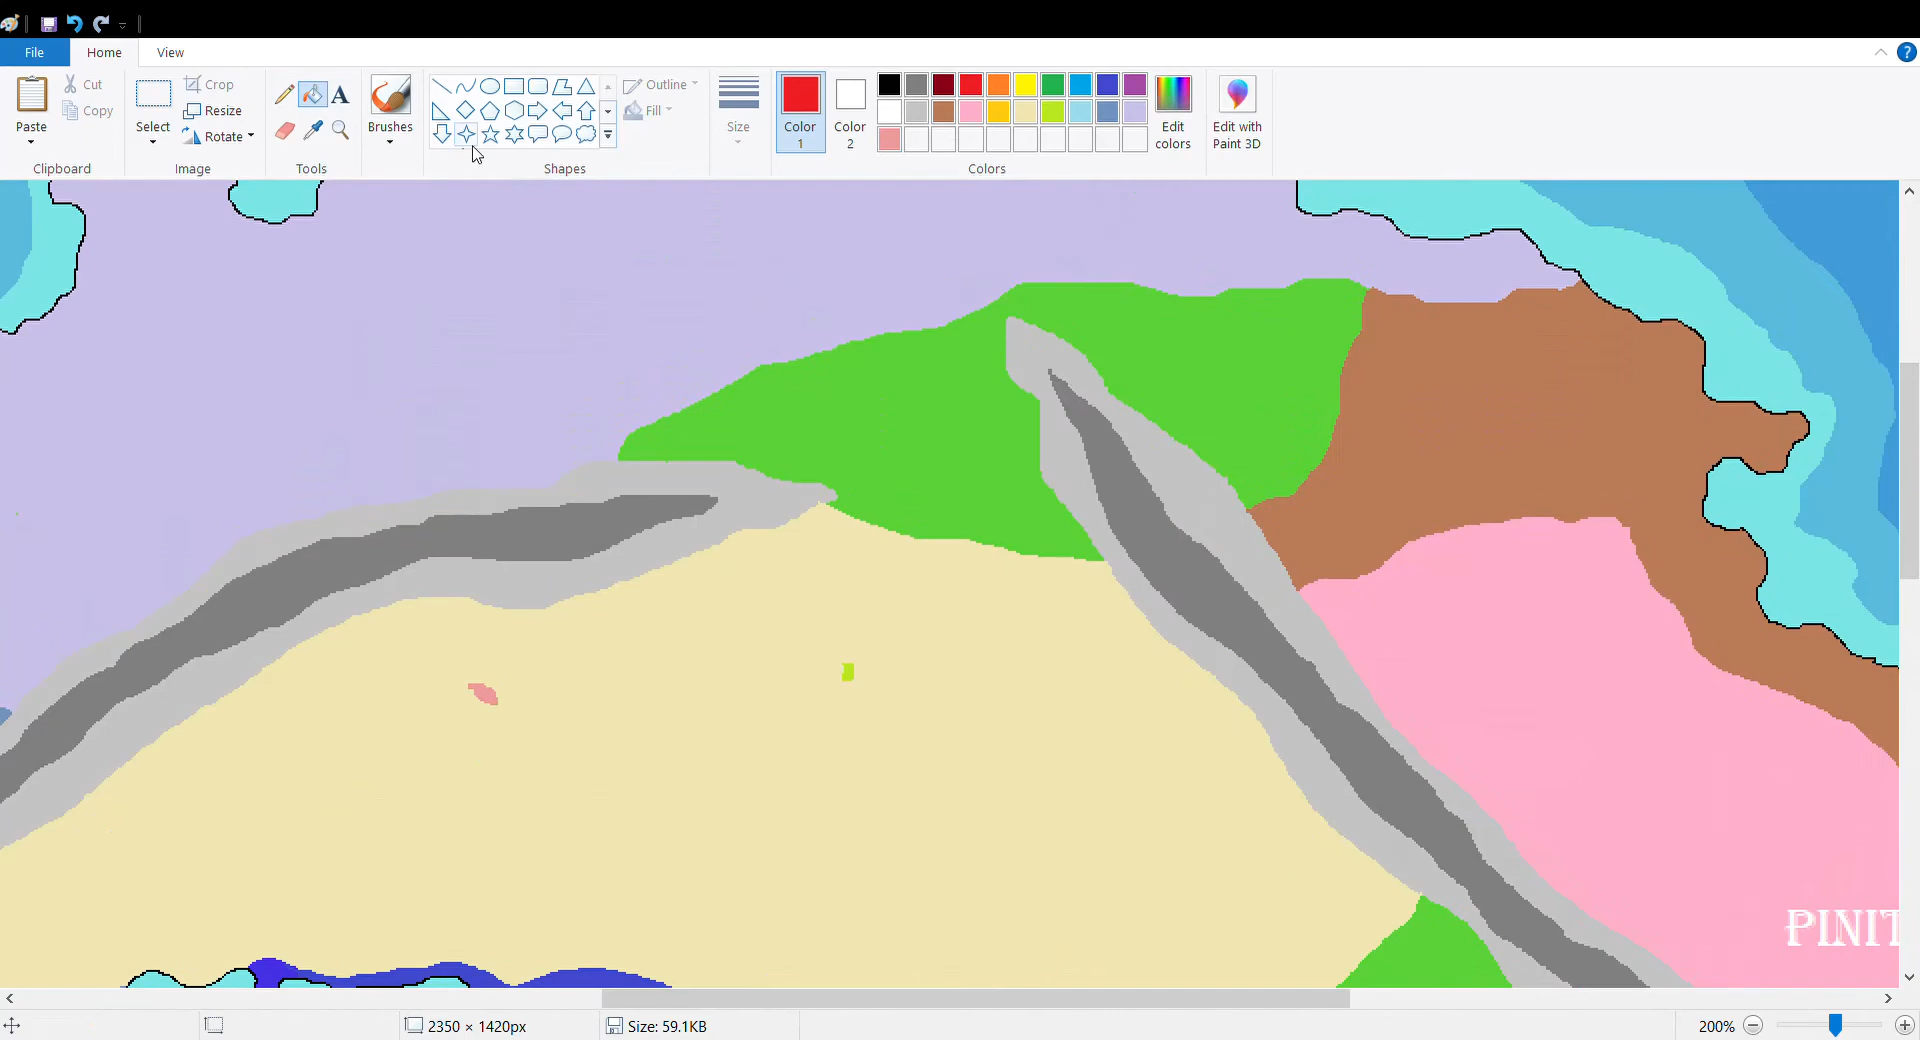 File Home View
Paste Cut Copy Clipboard
Select Crop Resize Rotate Image
A Tools
Brushes
Outline Fill Shapes
Size
Color 1 Color 2 Edit colors Colors
Edit with Paint 3D
PINIT
2350 × 1420px Size: 59.1KB 200%